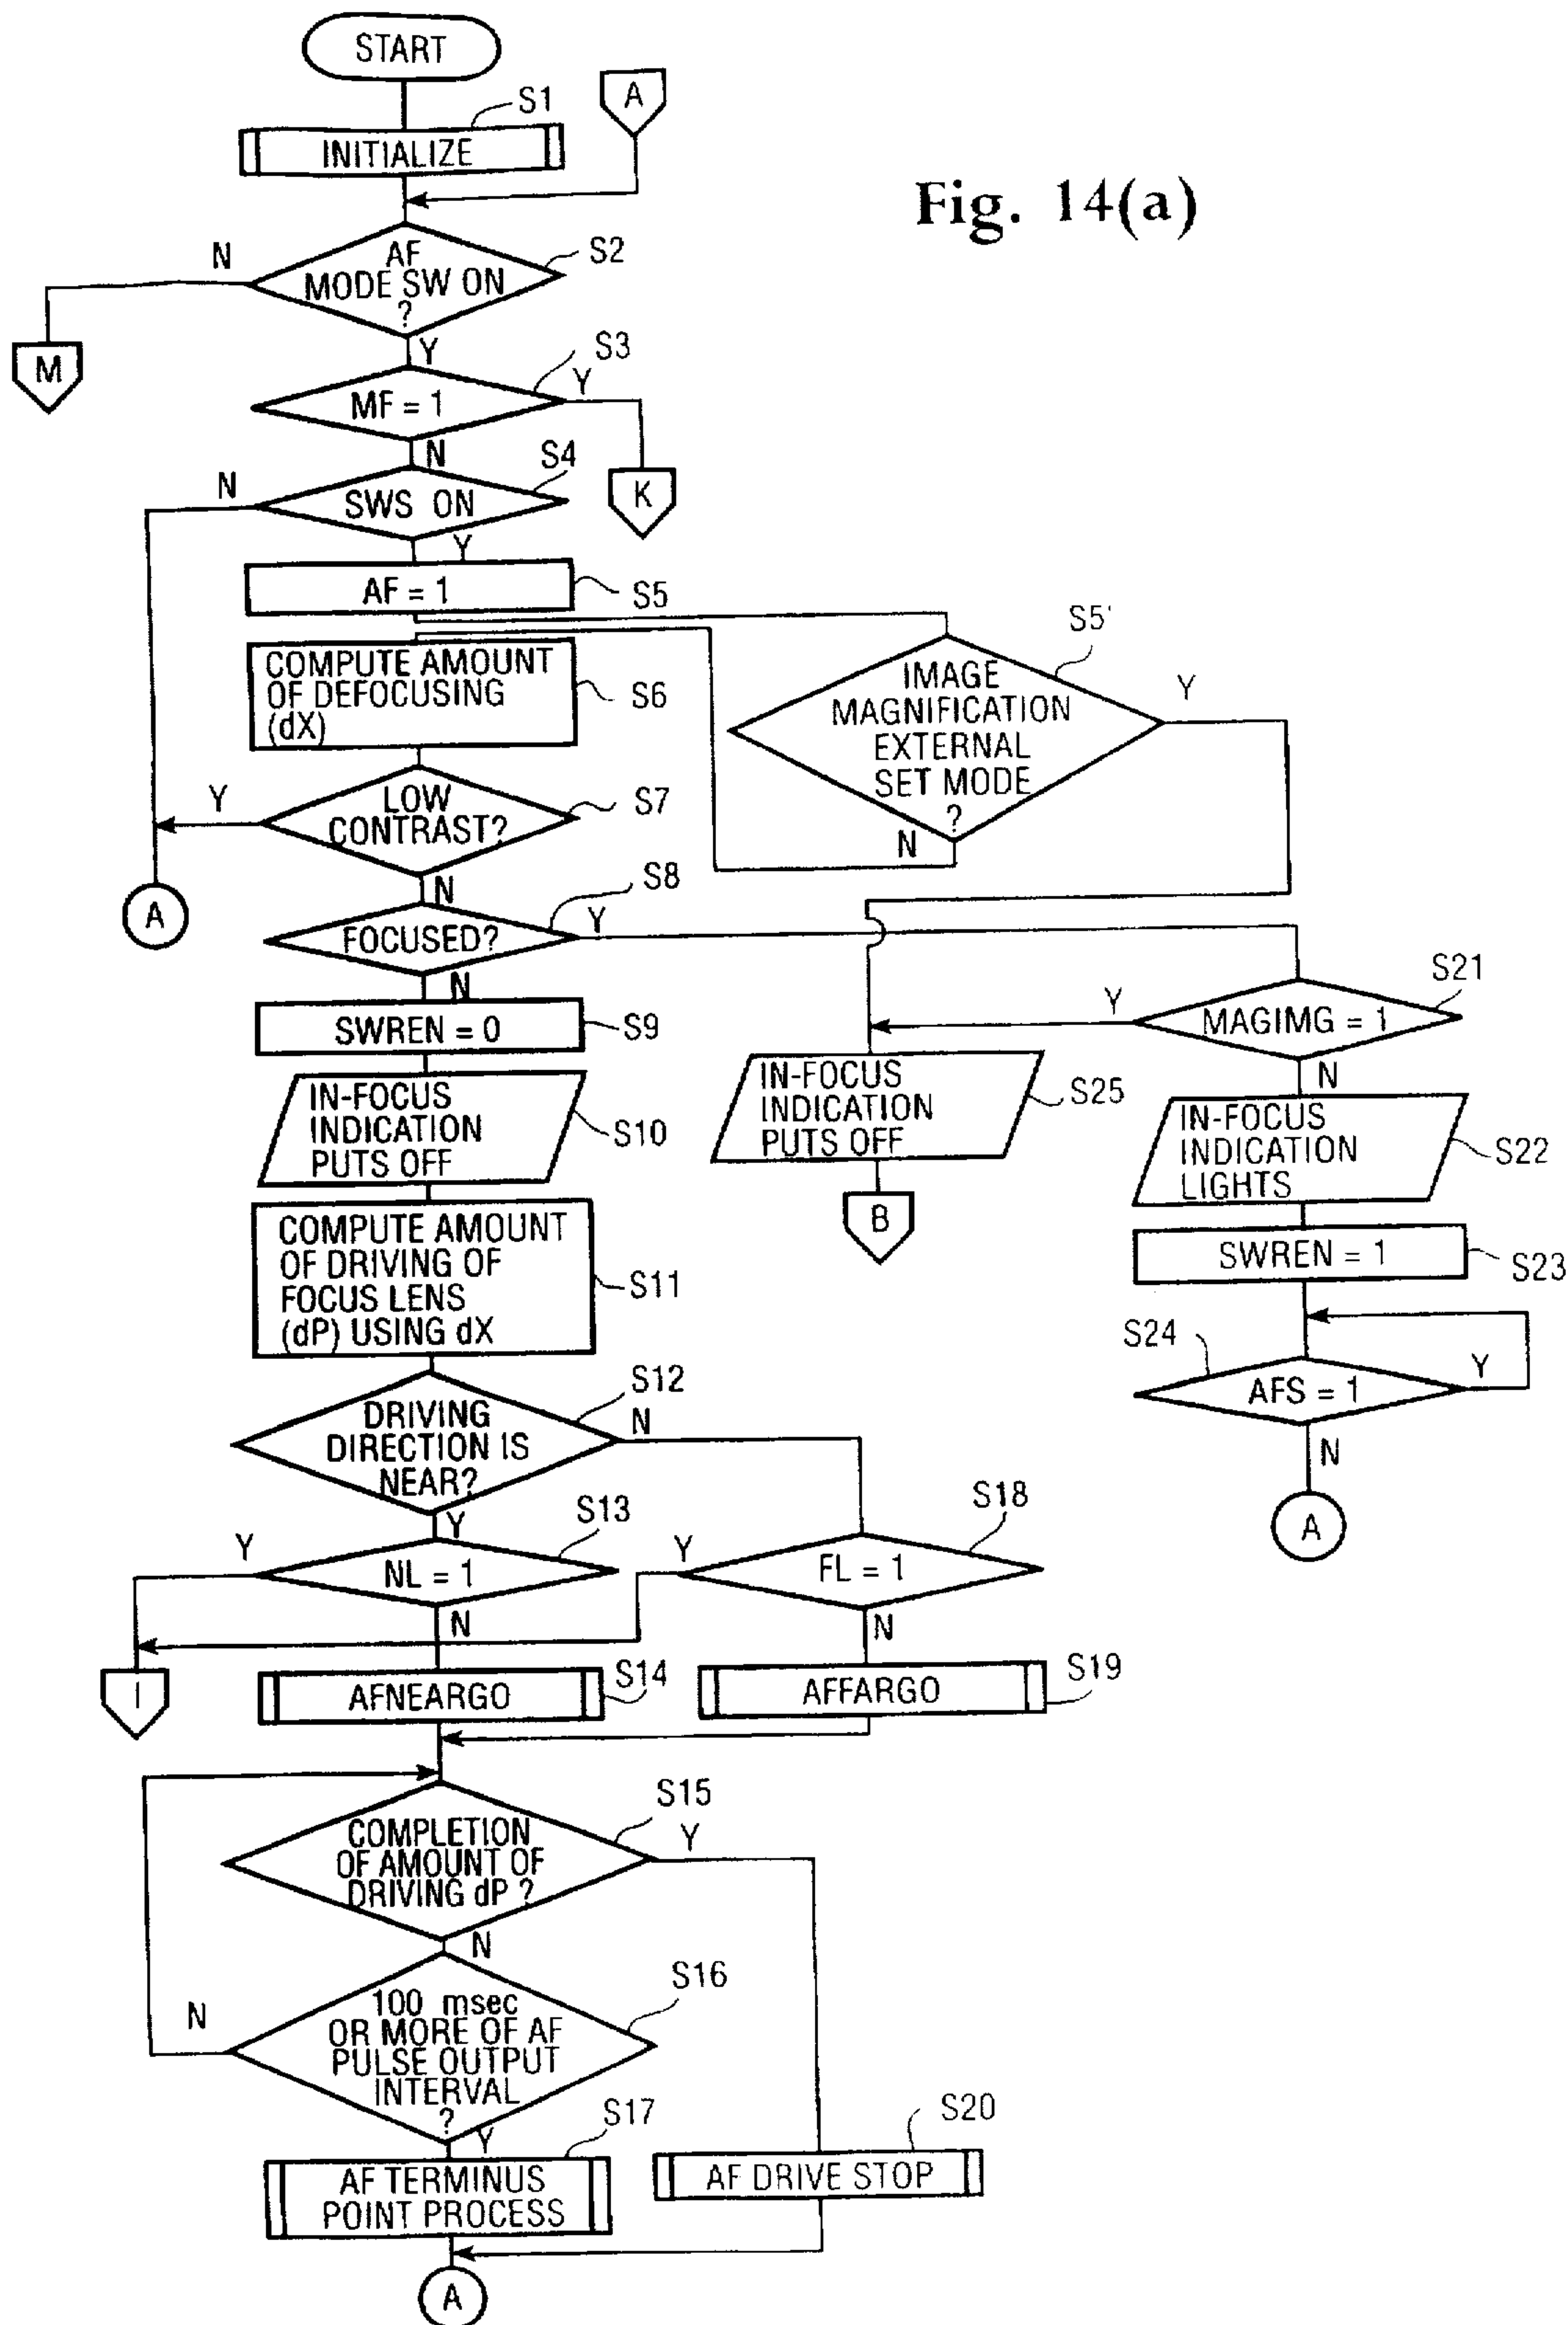 START
A
S1
INITIALIZE
Fig. 14(a)
N
AF
MODE SW ON
?
S2
M
Y
S3
MF = 1
Y
N
S4
K
N
SWS ON
Y
AF = 1
S5
S5'
COMPUTE AMOUNT
OF DEFOCUSING
(dX)
S6
IMAGE
MAGNIFICATION
EXTERNAL
SET MODE
?
Y
N
Y
LOW
CONTRAST?
S7
N
S8
A
FOCUSED?
Y
N
S21
Y
MAGIMG = 1
N
SWREN = 0
S9
IN-FOCUS
INDICATION
PUTS OFF
S10
IN-FOCUS
INDICATION
PUTS OFF
S25
IN-FOCUS
INDICATION
LIGHTS
S22
B
SWREN = 1
S23
COMPUTE AMOUNT
OF DRIVING OF
FOCUS LENS
(dP) USING dX
S11
S24
AFS = 1
Y
N
A
S12
DRIVING
DIRECTION IS
NEAR?
N
Y
S13
Y
NL = 1
N
S18
Y
FL = 1
N
I
AFNEARGO
S14
AFFARGO
S19
S15
COMPLETION
OF AMOUNT OF
DRIVING dP ?
Y
N
S16
N
100 msec
OR MORE OF AF
PULSE OUTPUT
INTERVAL
?
Y
S17
AF TERMINUS
POINT PROCESS
S20
AF DRIVE STOP
A